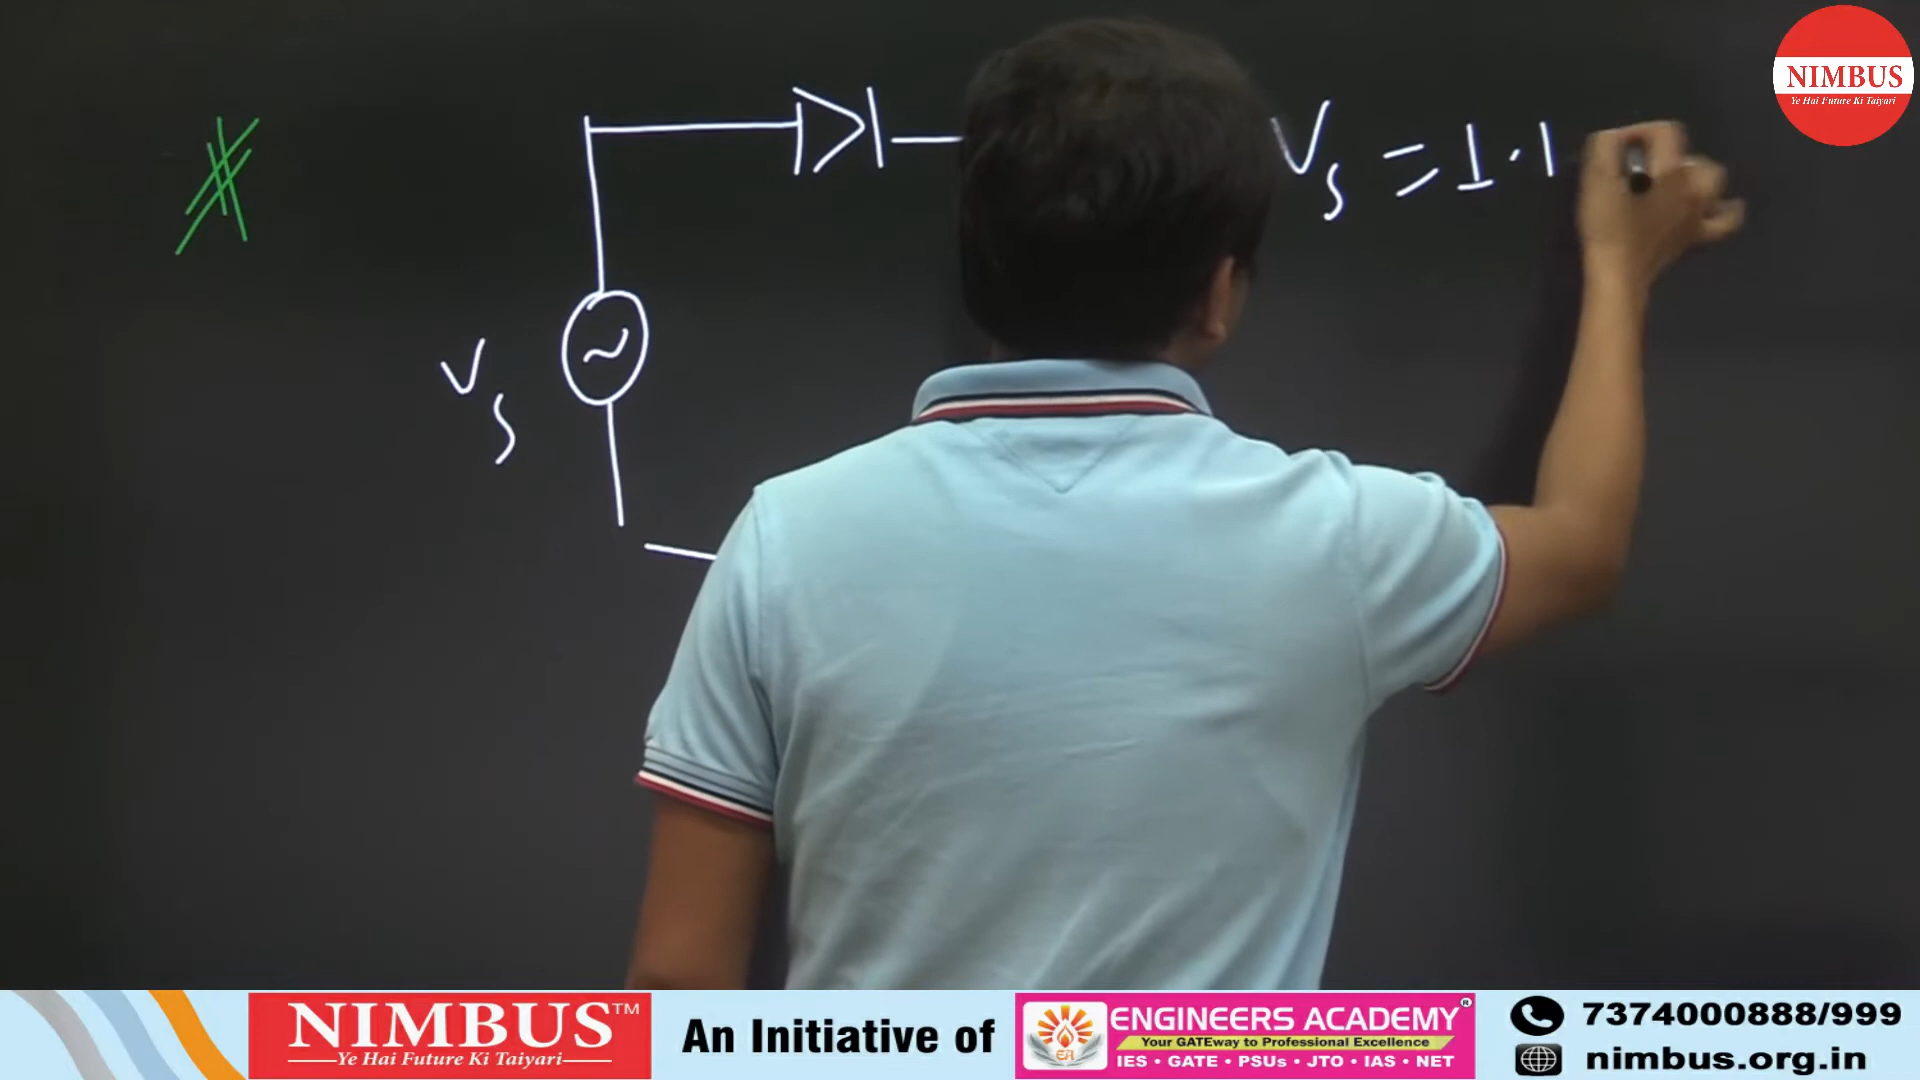 NIMBUS
Ye Hai Future Ki Taiyari
Vs = 1.1
Vs
NIMBUS™
Ye Hai Future Ki Taiyari
An Initiative of
ENGINEERS ACADEMY®
Your GATEway to Professional Excellence
IES • GATE • PSUs • JTO • IAS • NET
EA
7374000888/999
nimbus.org.in